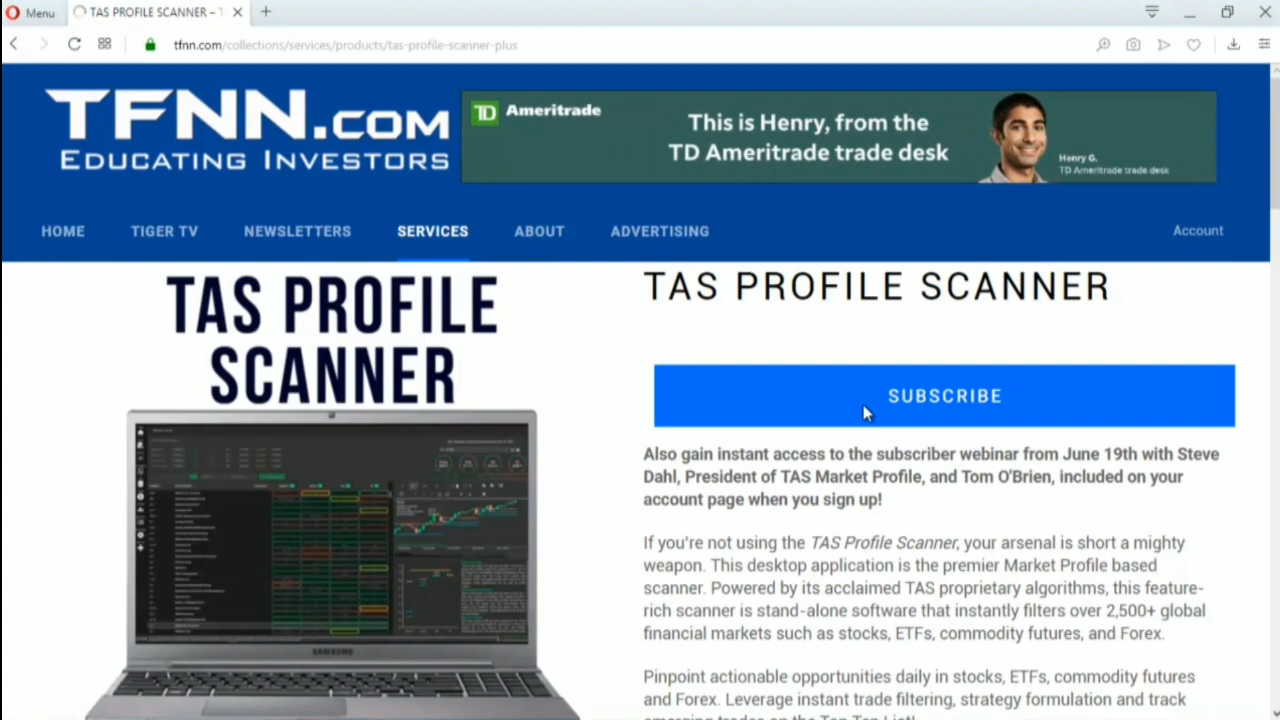 Menu
TAS PROFILE SCANNER – T
tfnn.com/collections/services/products/tas-profile-scanner-plus
TFNN.COM
EDUCATING INVESTORS
TD Ameritrade
This is Henry, from the
TD Ameritrade trade desk
Henry G.
TD Ameritrade trade desk
HOME
TIGER TV
NEWSLETTERS
SERVICES
ABOUT
ADVERTISING
Account
TAS PROFILE
SCANNER
SAMSUNG
TAS PROFILE SCANNER
SUBSCRIBE
Also gain instant access to the subscriber webinar from June 19th with Steve
Dahl, President of TAS Market Profile, and Tom O'Brien, included on your
account page when you sign up!
If you're not using the TAS Profile Scanner, your arsenal is short a mighty
weapon. This desktop application is the premier Market Profile based
scanner. Powered by its acclaimed TAS proprietary algorithms, this feature-
rich scanner is stand-alone software that instantly filters over 2,500+ global
financial markets such as stocks, ETFs, commodity futures, and Forex.
Pinpoint actionable opportunities daily in stocks, ETFs, commodity futures
and Forex. Leverage instant trade filtering, strategy formulation and track
emerging trades on the Top Ten List!